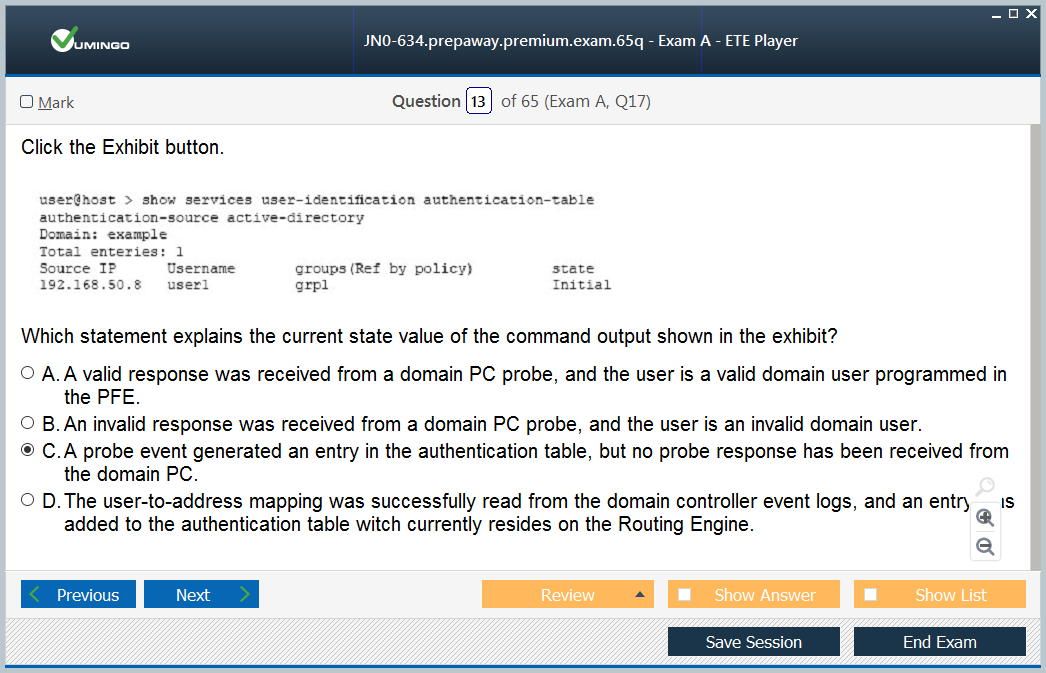 VUMINGO
JN0-634.prepaway.premium.exam.65q - Exam A - ETE Player
Mark
Question 13 of 65 (Exam A, Q17)
Click the Exhibit button.
user@host > show services user-identification authentication-table
authentication-source active-directory
Domain: example
Total enteries: 1
Source IP Username groups(Ref by policy) state
192.168.50.8 user1 grp1 Initial
Which statement explains the current state value of the command output shown in the exhibit?
A. A valid response was received from a domain PC probe, and the user is a valid domain user programmed in
the PFE.
B. An invalid response was received from a domain PC probe, and the user is an invalid domain user.
C. A probe event generated an entry in the authentication table, but no probe response has been received from
the domain PC.
D. The user-to-address mapping was successfully read from the domain controller event logs, and an entry
added to the authentication table witch currently resides on the Routing Engine.
Previous Next Review Show Answer Show List
Save Session End Exam